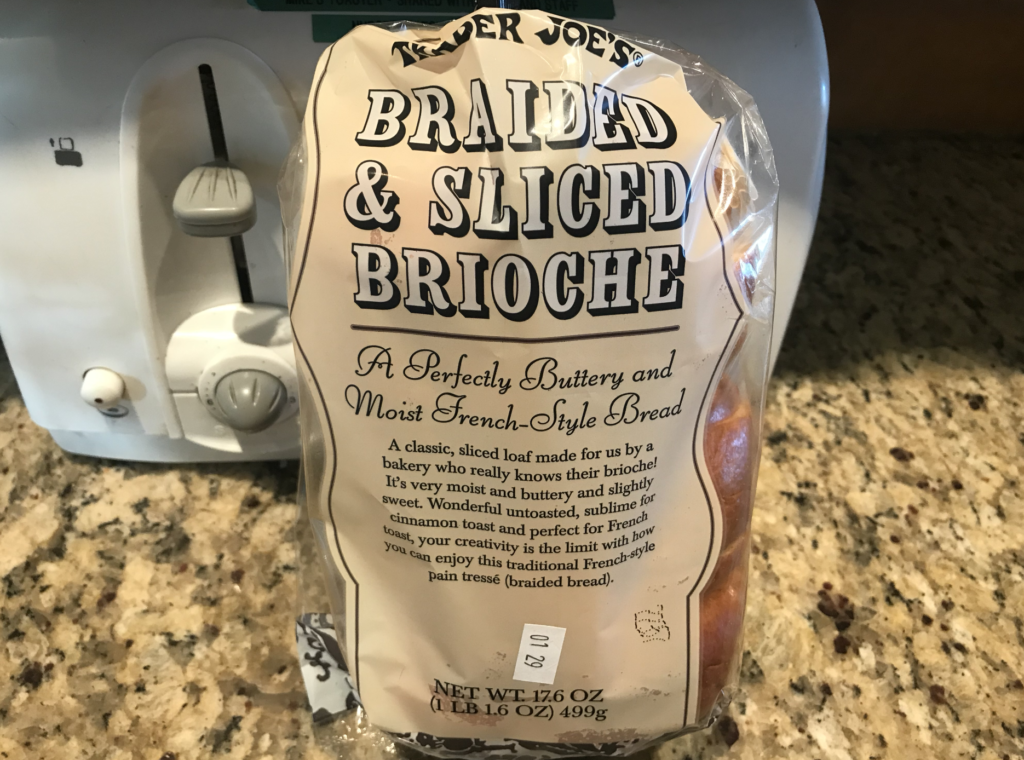 TRADER JOE'S®
BRAIDED
& SLICED
BRIOCHE
A Perfectly Buttery and
Moist French-Style Bread
A classic, sliced loaf made for us by a
bakery who really knows their brioche!
It's very moist and buttery and slightly
sweet. Wonderful untoasted, sublime for
cinnamon toast and perfect for French
toast, your creativity is the limit with how
you can enjoy this traditional French-style
pain tressé (braided bread).
01 29
NET WT. 17.6 OZ
(1 LB 1.6 OZ) 499g